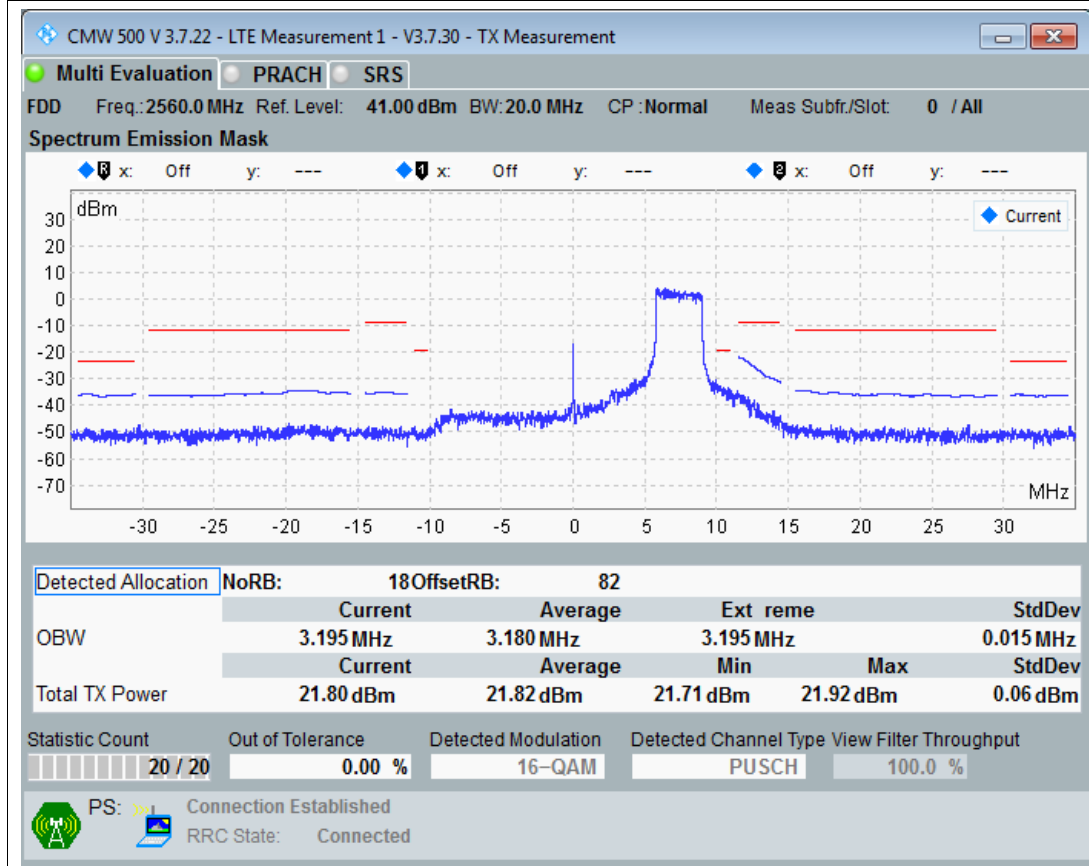 CMW 500 V 3.7.22 - LTE Measurement 1 - V3.7.30 - TX Measurement
Multi Evaluation PRACH SRS
FDD Freq.: 2560.0 MHz Ref. Level: 41.00 dBm BW: 20.0 MHz CP : Normal Meas Subfr./Slot: 0 / All
Spectrum Emission Mask
R x: Off y: --- 1 x: Off y: --- 2 x: Off y: ---
dBm
Current
30
20
10
0
-10
-20
-30
-40
-50
-60
-70
MHz
-30 -25 -20 -15 -10 -5 0 5 10 15 20 25 30
Detected Allocation NoRB: 18 OffsetRB: 82
Current Average Ext reme StdDev
OBW 3.195 MHz 3.180 MHz 3.195 MHz 0.015 MHz
Current Average Min Max StdDev
Total TX Power 21.80 dBm 21.82 dBm 21.71 dBm 21.92 dBm 0.06 dBm
Statistic Count Out of Tolerance Detected Modulation Detected Channel Type View Filter Throughput
20 / 20 0.00 % 16-QAM PUSCH 100.0 %
PS: Connection Established
RRC State: Connected